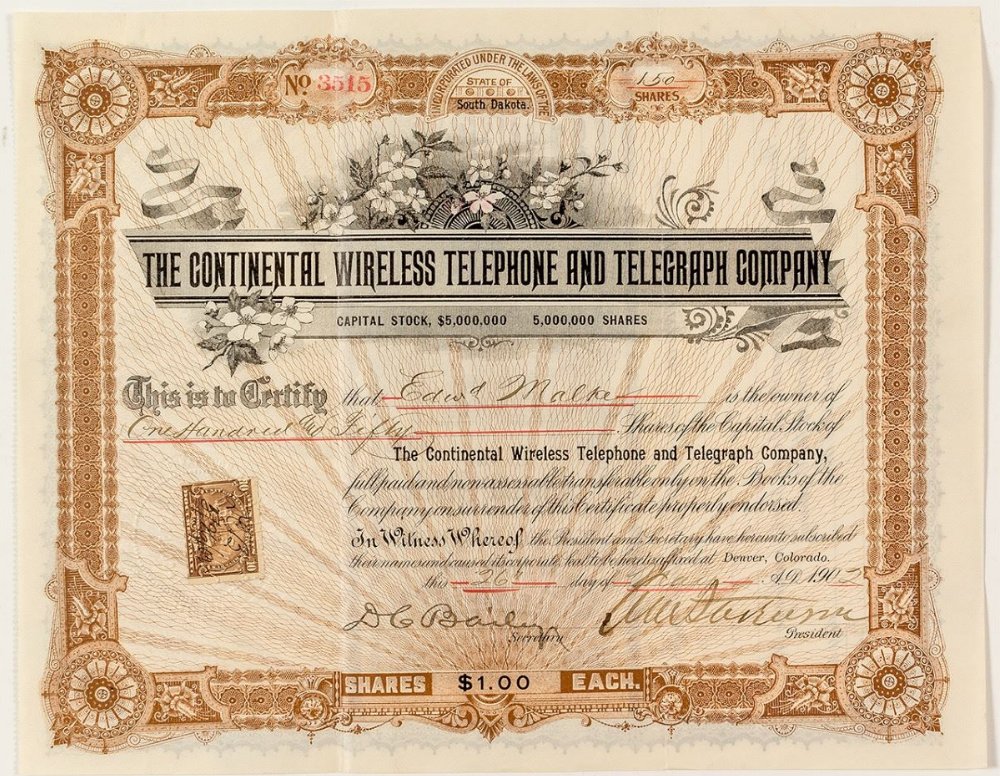 No 3515
INCORPORATED UNDER THE LAWS OF THE
STATE OF
South Dakota.
150
SHARES
THE CONTINENTAL WIRELESS TELEPHONE AND TELEGRAPH COMPANY
CAPITAL STOCK, $5,000,000 5,000,000 SHARES
This is to Certify that Edwd Malke is the owner of
One Hundred Fifty Shares of the Capital Stock of
The Continental Wireless Telephone and Telegraph Company,
full paid and non assessable transferable only on the Books of the
Company on surrender of this Certificate properly endorsed.
In Witness Whereof, the President and Secretary have hereunto subscribed
their names and caused its corporate seal to be hereto affixed at Denver, Colorado.
this 26 day of A.D. 1902
D C Bailey
Secretary
President
SHARES $1.00 EACH.